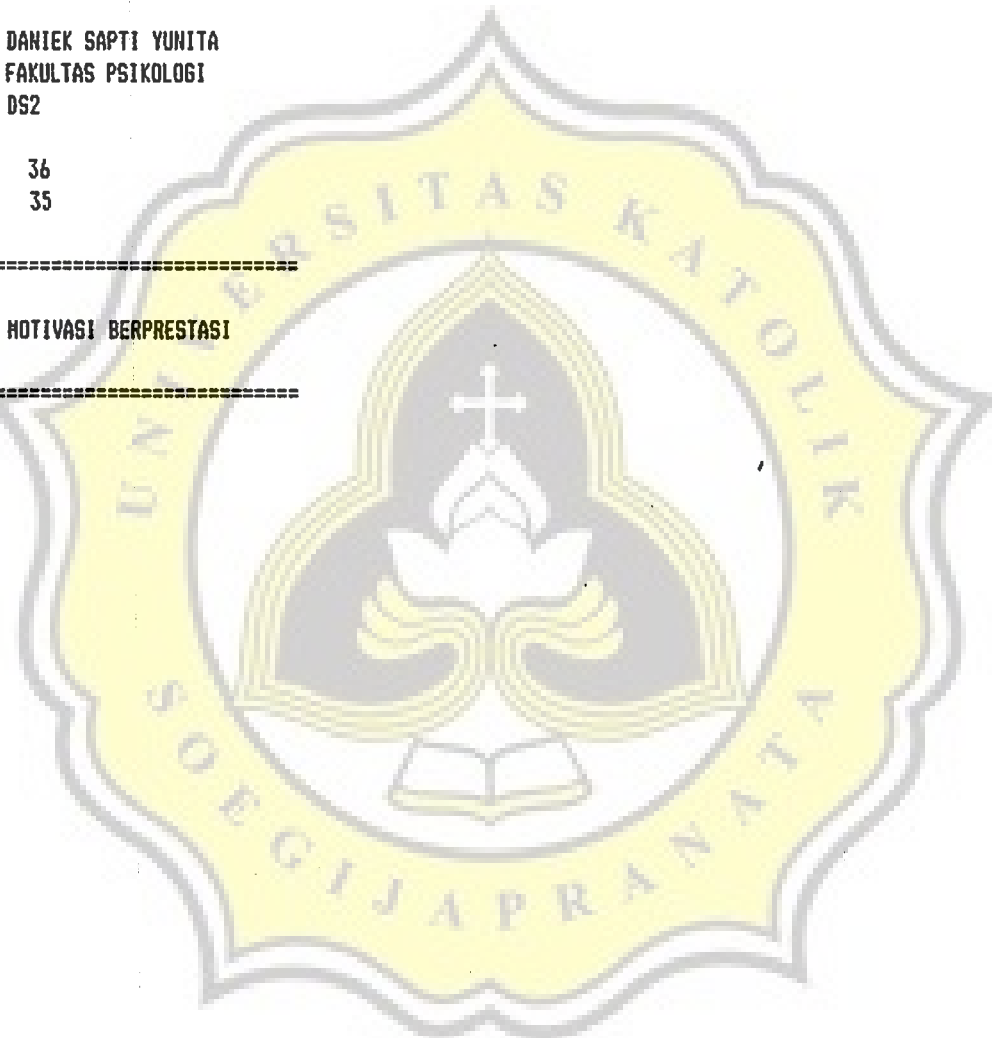 DANIEK SAPTI YUNITA
FAKULTAS PSIKOLOGI
DS2
36
35
==============================
MOTIVASI BERPRESTASI
==============================
UNIVERSITAS KATOLIK
SOEGIJAPRANATA